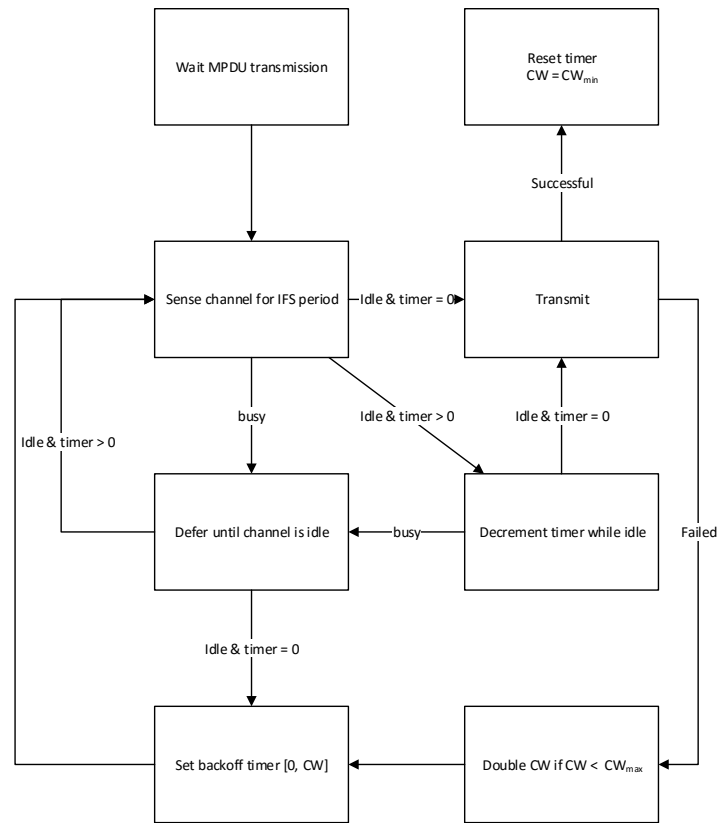 Wait MPDU transmission
Reset timer
CW = CWmin
Successful
Sense channel for IFS period
Idle & timer = 0
Transmit
busy
Idle & timer > 0
Idle & timer = 0
Idle & timer > 0
Defer until channel is idle
busy
Decrement timer while idle
Failed
Idle & timer = 0
Set backoff timer [0, CW]
Double CW if CW < CWmax